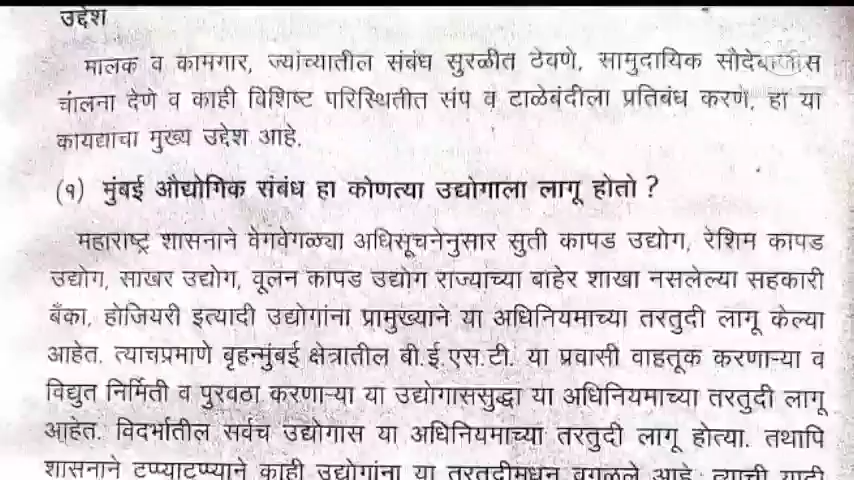 उद्देश
मालक व कामगार, ज्यांच्यातील संबंध सुरळीत ठेवणे, सामुदायिक
चालना देणे व काही विशिष्ट परिस्थितीत संप व टाळेबंदीला प्रतिबंध करणे, हा या
कायद्याचा मुख्य उद्देश आहे.
(१) मुंबई औद्योगिक संबंध हा कोणत्या उद्योगाला लागू होतो ?
महाराष्ट्र शासनाने वेगवेगळ्या अधिसूचनेनुसार सुती कापड उद्योग, रेशिम कापड
उद्योग, साखर उद्योग, वूलन कापड उद्योग राज्याच्या बाहेर शाखा नसलेल्या सहकारी
बँका, होजियरी इत्यादी उद्योगांना प्रामुख्याने या अधिनियमाच्या तरतुदी लागू केल्या
आहेत. त्याचप्रमाणे बृहन्मुंबई क्षेत्रातील बी.ई.एस.टी. या प्रवासी वाहतूक करणाऱ्या व
विद्युत निर्मिती व पुरवठा करणाऱ्या या उद्योगाससुद्धा या अधिनियमाच्या तरतुदी लागू
आहेत. विदर्भातील सर्वच उद्योगास या अधिनियमाच्या तरतुदी लागू होत्या. तथापि
शासनाने टप्प्याटप्प्याने काही उद्योगांना या तरतुदीमधून वगळले आहे. त्याची यादी